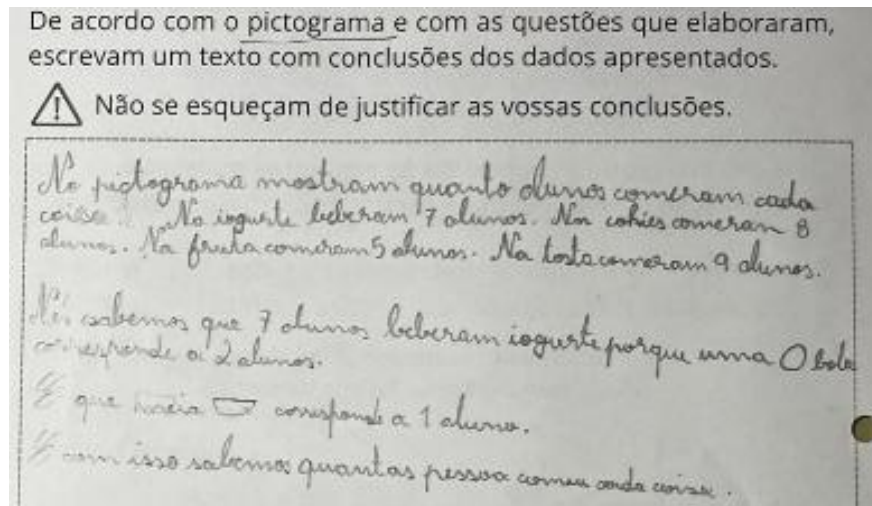 De acordo com o pictograma e com as questões que elaboraram,
escrevam um texto com conclusões dos dados apresentados.
Não se esqueçam de justificar as vossas conclusões.
No pictograma mostram quanto alunos comeram cada
coisa. No iogurte beberam 7 alunos. Nos cohies comeram 8
alunos. Na fruta comeram 5 alunos. Na tosta comeram 9 alunos.
Nós sabemos que 7 alunos beberam iogurte porque uma O bola
corresponde a 2 alunos.
E que meia corresponde a 1 aluno.
E com isso sabemos quantas pessoa comeu cada coisa.